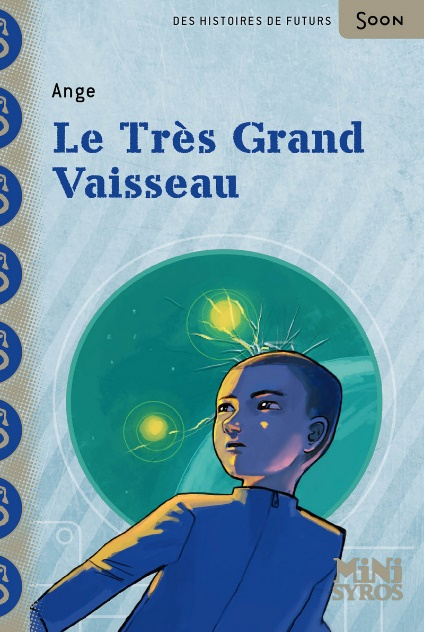 DES HISTOIRES DE FUTURS
SOON
Ange
Le Très Grand
Vaisseau
MiNi
SYROS